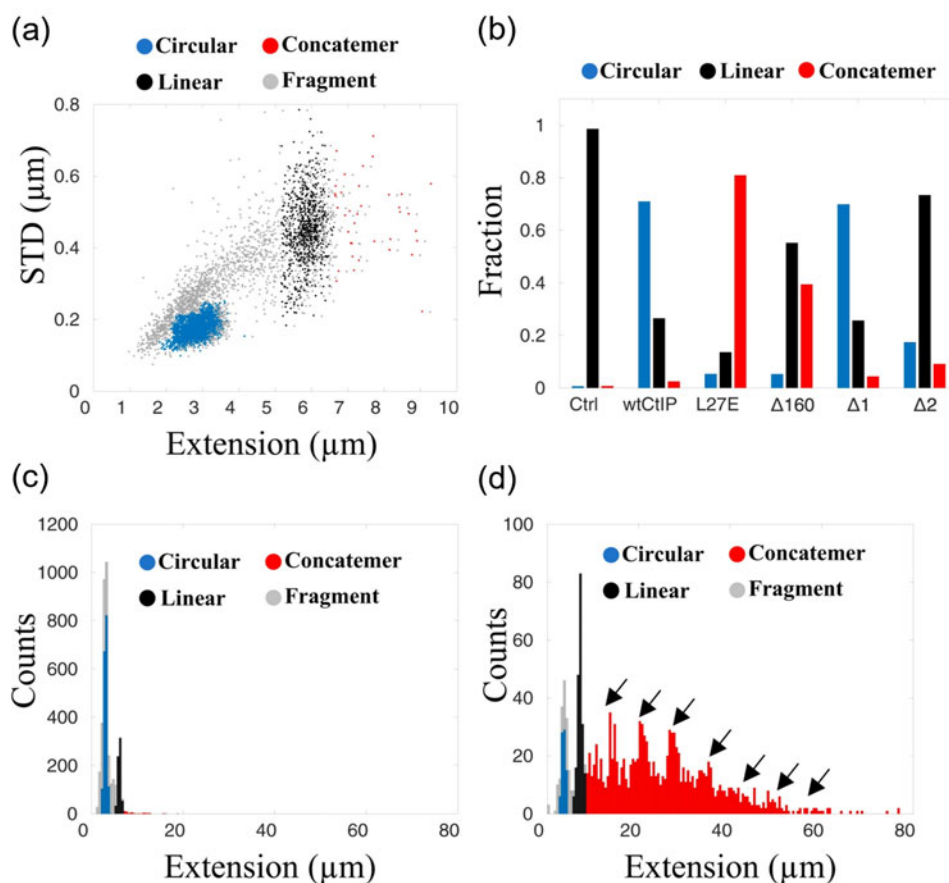 (a)
Circular Concatemer
Linear Fragment
0.8
0.6
0.4
0.2
0
STD (µm)
0 1 2 3 4 5 6 7 8 9 10
Extension (µm)
(b)
Circular Linear Concatemer
1
0.8
0.6
0.4
0.2
0
Fraction
Ctrl wtCtIP L27E Δ160 Δ1 Δ2
(c)
1200
1000
800
600
400
200
0
Counts
Circular Concatemer
Linear Fragment
0 20 40 60 80
Extension (µm)
(d)
100
80
60
40
20
0
Counts
Circular Concatemer
Linear Fragment
0 20 40 60 80
Extension (µm)